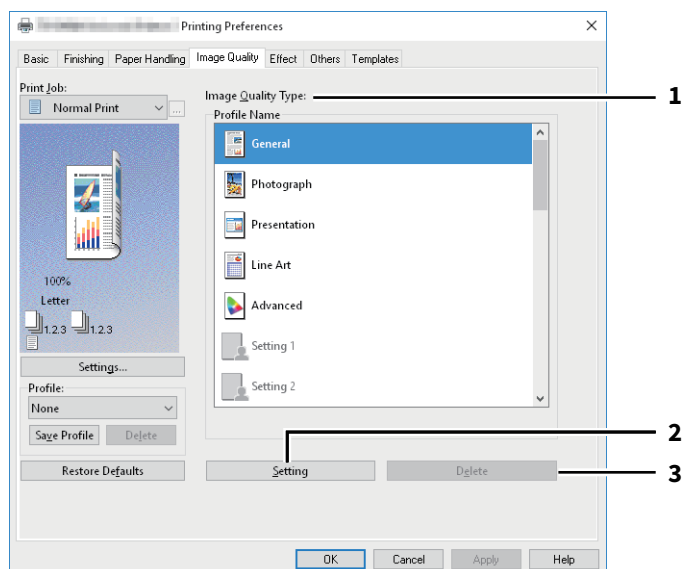 Printing Preferences
Basic Finishing Paper Handling Image Quality Effect Others Templates
Print Job:
Normal Print
...
100%
Letter
1.2.3 1.2.3
Settings...
Profile:
None
Save Profile Delete
Restore Defaults
Image Quality Type:
Profile Name
General
Photograph
Presentation
Line Art
Advanced
Setting 1
Setting 2
Setting Delete
OK Cancel Apply Help
1
2
3